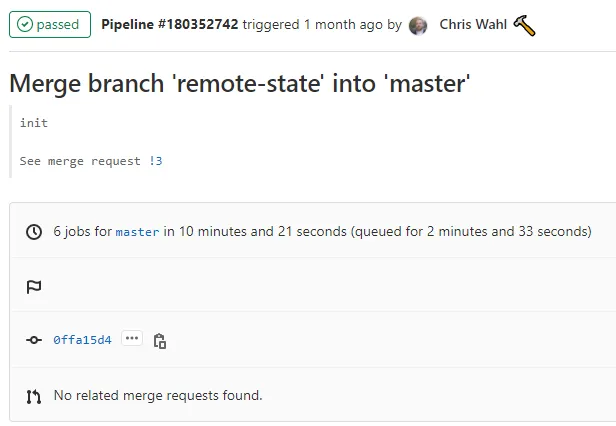 passed Pipeline #180352742 triggered 1 month ago by Chris Wahl
Merge branch 'remote-state' into 'master'
init
See merge request !3
6 jobs for master in 10 minutes and 21 seconds (queued for 2 minutes and 33 seconds)
0ffa15d4 ...
No related merge requests found.